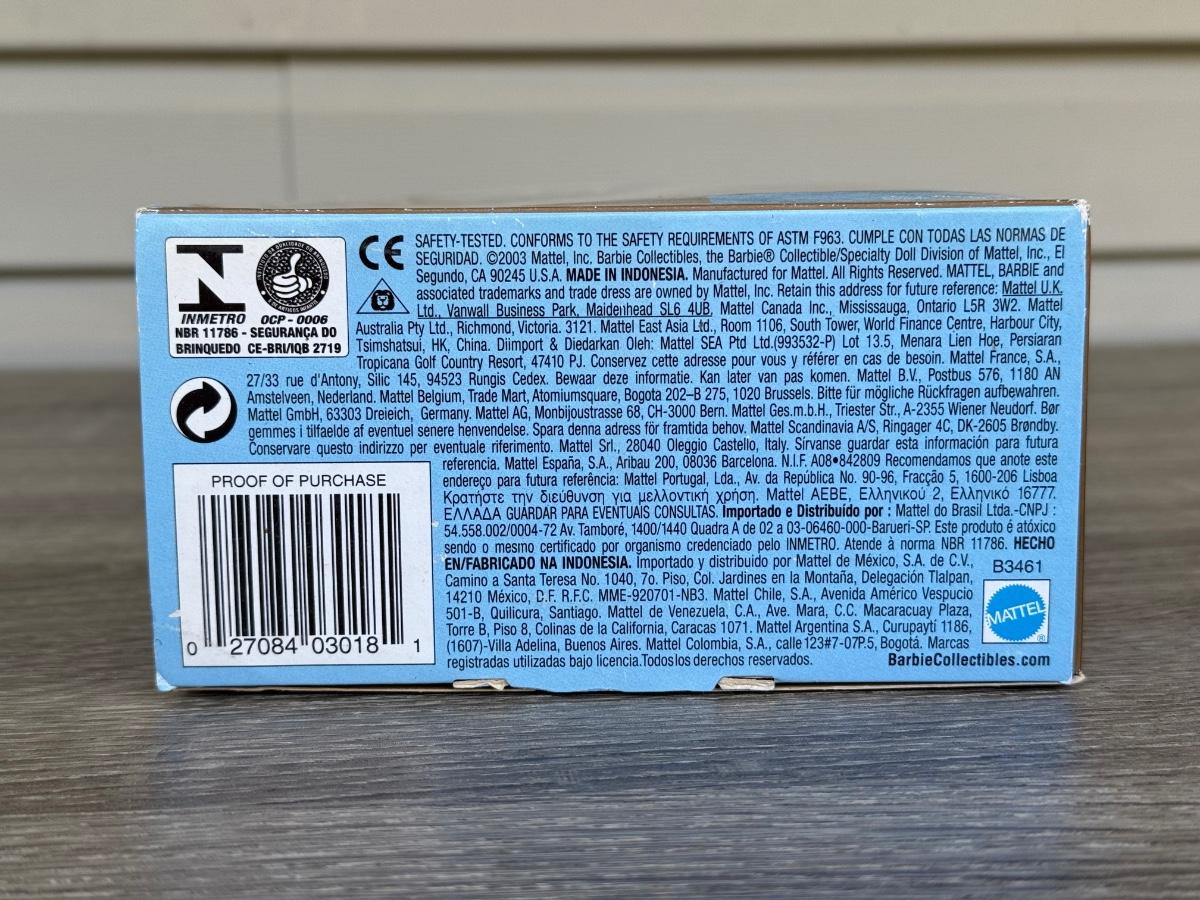 INMETRO OCP - 0006
NBR 11786 - SEGURANÇA DO
BRINQUEDO CE-BRI/IQB 2719
CE
SAFETY-TESTED. CONFORMS TO THE SAFETY REQUIREMENTS OF ASTM F963. CUMPLE CON TODAS LAS NORMAS DE
SEGURIDAD. ©2003 Mattel, Inc. Barbie Collectibles, the Barbie® Collectible/Specialty Doll Division of Mattel, Inc., El
Segundo, CA 90245 U.S.A. MADE IN INDONESIA. Manufactured for Mattel. All Rights Reserved. MATTEL, BARBIE and
associated trademarks and trade dress are owned by Mattel, Inc. Retain this address for future reference: Mattel U.K.
Ltd., Vanwall Business Park, Maidenhead SL6 4UB. Mattel Canada Inc., Mississauga, Ontario L5R 3W2. Mattel
Australia Pty Ltd., Richmond, Victoria. 3121. Mattel East Asia Ltd., Room 1106, South Tower, World Finance Centre, Harbour City,
Tsimshatsui, HK, China. Diimport & Diedarkan Oleh: Mattel SEA Ptd Ltd.(993532-P) Lot 13.5, Menara Lien Hoe, Persiaran
Tropicana Golf Country Resort, 47410 PJ. Conservez cette adresse pour vous y référer en cas de besoin. Mattel France, S.A.,
27/33 rue d'Antony, Silic 145, 94523 Rungis Cedex. Bewaar deze informatie. Kan later van pas komen. Mattel B.V., Postbus 576, 1180 AN
Amstelveen, Nederland. Mattel Belgium, Trade Mart, Atomiumsquare, Bogota 202–B 275, 1020 Brussels. Bitte für mögliche Rückfragen aufbewahren.
Mattel GmbH, 63303 Dreieich, Germany. Mattel AG, Monbijoustrasse 68, CH-3000 Bern. Mattel Ges.m.b.H., Triester Str., A-2355 Wiener Neudorf. Bør
gemmes i tilfaelde af eventuel senere henvendelse. Spara denna adress för framtida behov. Mattel Scandinavia A/S, Ringager 4C, DK-2605 Brøndby.
Conservare questo indirizzo per eventuale riferimento. Mattel Srl., 28040 Oleggio Castello, Italy. Sírvanse guardar esta información para futura
referencia. Mattel España, S.A., Aribau 200, 08036 Barcelona. N.I.F. A08•842809 Recomendamos que anote este
endereço para futura referência: Mattel Portugal, Lda., Av. da República No. 90-96, Fracção 5, 1600-206 Lisboa
Κρατήστε την διεύθυνση για μελλοντική χρήση. Mattel AEBE, Ελληνικού 2, Ελληνικό 16777.
ΕΛΛΑΔΑ GUARDAR PARA EVENTUAIS CONSULTAS. Importado e Distribuído por : Mattel do Brasil Ltda.-CNPJ :
54.558.002/0004-72 Av. Tamboré, 1400/1440 Quadra A de 02 a 03-06460-000-Barueri-SP. Este produto é atóxico
sendo o mesmo certificado por organismo credenciado pelo INMETRO. Atende à norma NBR 11786. HECHO
EN/FABRICADO NA INDONESIA. Importado y distribuido por Mattel de México, S.A. de C.V.,
Camino a Santa Teresa No. 1040, 7o. Piso, Col. Jardines en la Montaña, Delegación Tlalpan,
14210 México, D.F. R.F.C. MME-920701-NB3. Mattel Chile, S.A., Avenida Américo Vespucio
501-B, Quilicura, Santiago. Mattel de Venezuela, C.A., Ave. Mara, C.C. Macaracuay Plaza,
Torre B, Piso 8, Colinas de la California, Caracas 1071. Mattel Argentina S.A., Curupaytí 1186,
(1607)-Villa Adelina, Buenos Aires. Mattel Colombia, S.A., calle 123#7-07P.5, Bogotá. Marcas
registradas utilizadas bajo licencia.Todos los derechos reservados.
B3461
MATTEL ®
BarbieCollectibles.com
PROOF OF PURCHASE
0 27084 03018 1